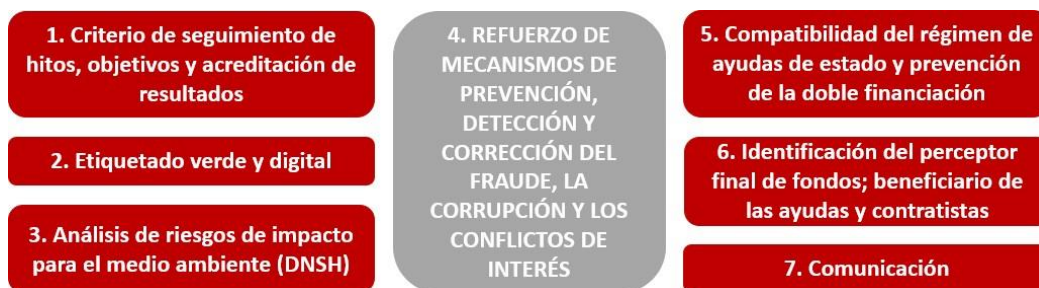 1. Criterio de seguimiento de
hitos, objetivos y acreditación de
resultados
2. Etiquetado verde y digital
3. Análisis de riesgos de impacto
para el medio ambiente (DNSH)
4. REFUERZO DE
MECANISMOS DE
PREVENCIÓN,
DETECCIÓN Y
CORRECCIÓN DEL
FRAUDE, LA
CORRUPCIÓN Y LOS
CONFLICTOS DE
INTERÉS
5. Compatibilidad del régimen de
ayudas de estado y prevención
de la doble financiación
6. Identificación del perceptor
final de fondos; beneficiario de
las ayudas y contratistas
7. Comunicación